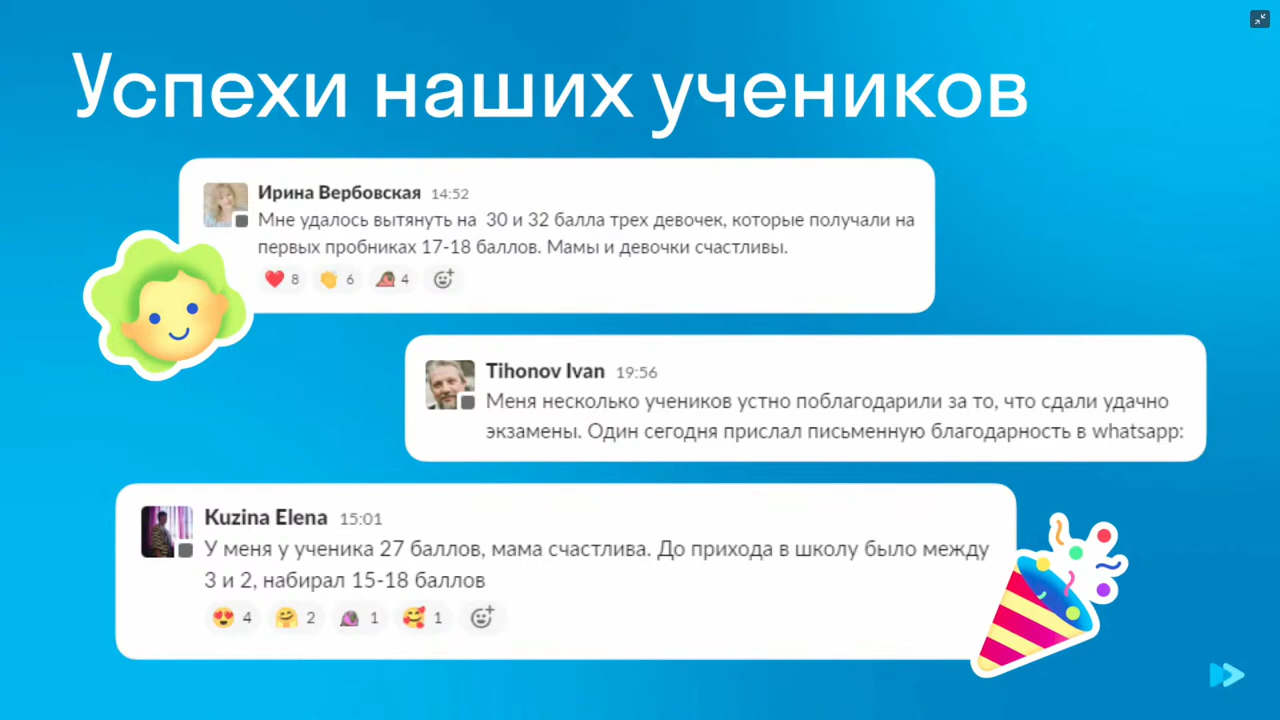 Успехи наших учеников
Ирина Вербовская 14:52
Мне удалось вытянуть на 30 и 32 балла трех девочек, которые получали на
первых пробниках 17-18 баллов. Мамы и девочки счастливы.
8 6 4
Tihonov Ivan 19:56
Меня несколько учеников устно поблагодарили за то, что сдали удачно
экзамены. Один сегодня прислал письменную благодарность в whatsapp:
Kuzina Elena 15:01
У меня у ученика 27 баллов, мама счастлива. До прихода в школу было между
3 и 2, набирал 15-18 баллов
4 2 1 1